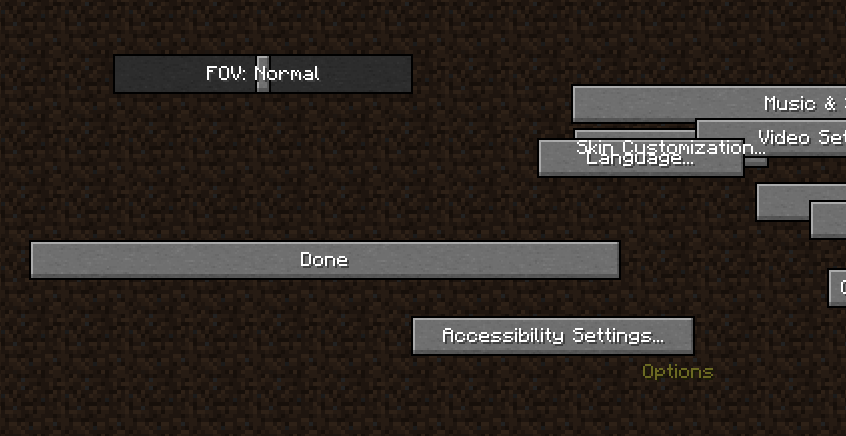 FOV: Normal
Music &
Video Set
Skin Customization...
Language...
Done
Accessibility Settings...
Options